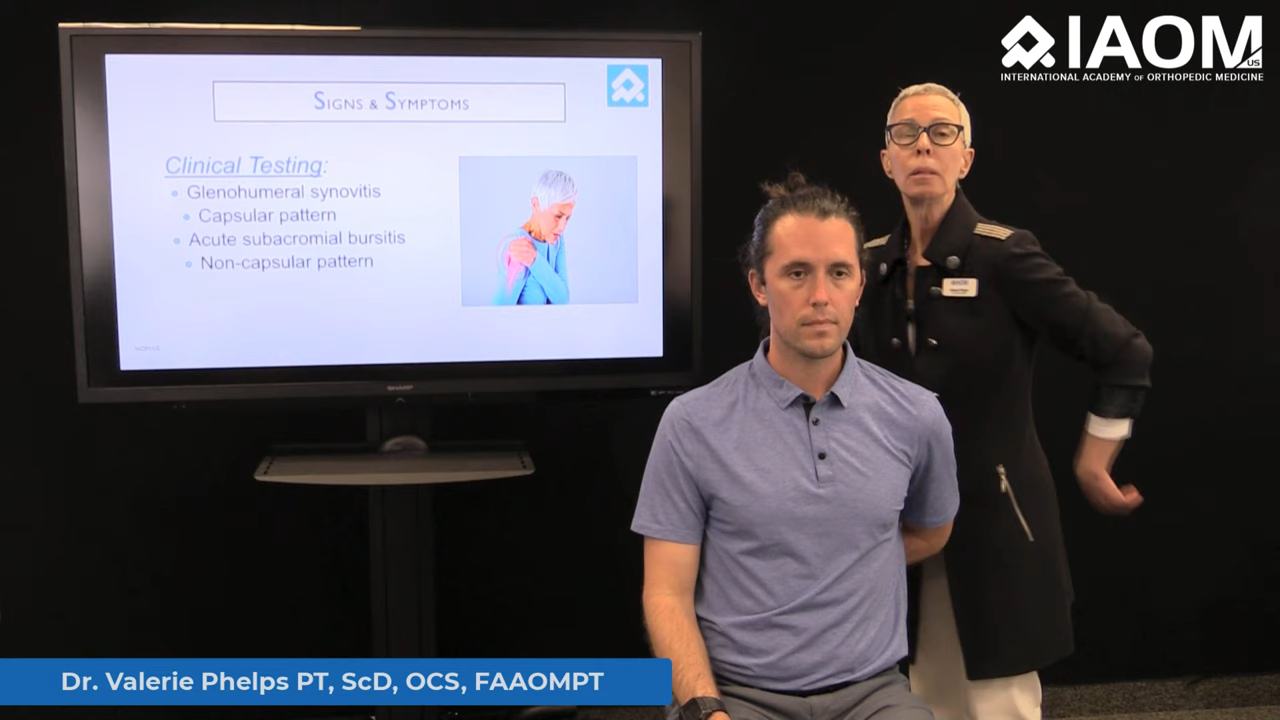 IAOM
US
INTERNATIONAL ACADEMY OF ORTHOPEDIC MEDICINE
SIGNS & SYMPTOMS
Clinical Testing:
Glenohumeral synovitis
Capsular pattern
Acute subacromial bursitis
Non-capsular pattern
SHARP
Dr. Valerie Phelps PT, ScD, OCS, FAAOMPT